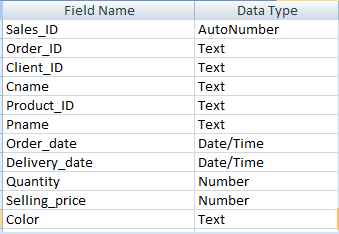 Field Name Data Type
Sales_ID AutoNumber
Order_ID Text
Client_ID Text
Cname Text
Product_ID Text
Pname Text
Order_date Date/Time
Delivery_date Date/Time
Quantity Number
Selling_price Number
Color Text